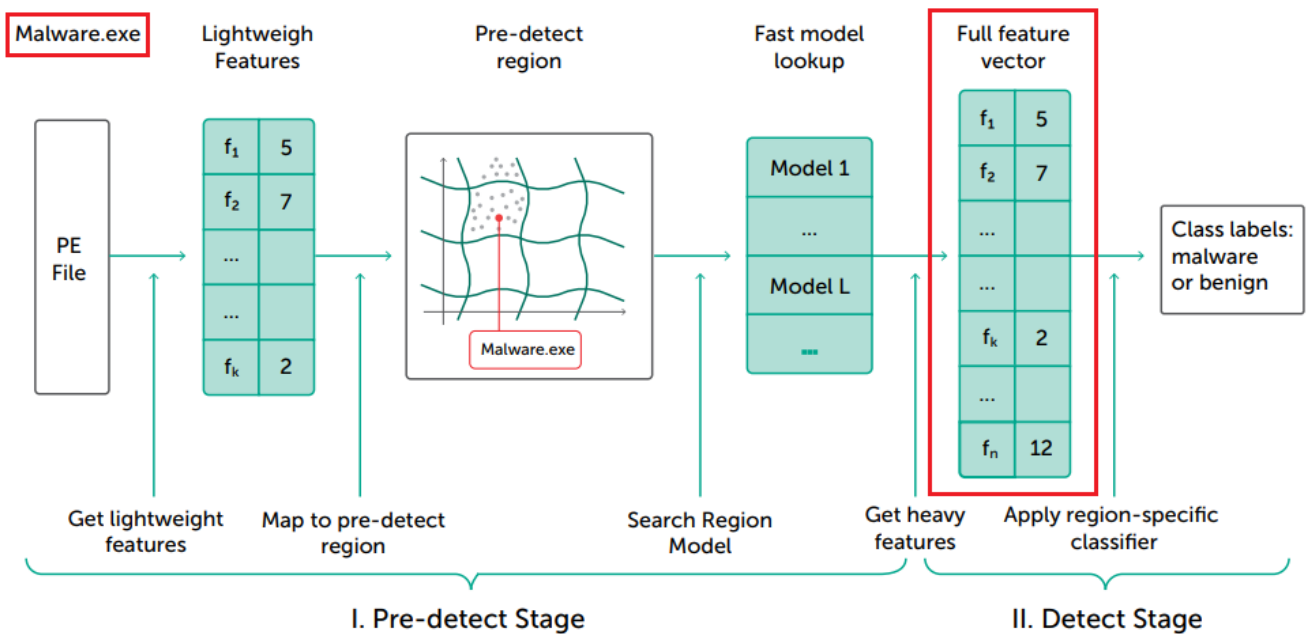 Malware.exe
Lightweigh
Features
Pre-detect
region
Fast model
lookup
Full feature
vector
PE
File
f₁ 5
f₂ 7
...
...
fₖ 2
Malware.exe
Model 1
...
Model L
...
f₁ 5
f₂ 7
...
...
fₖ 2
...
fₙ 12
Class labels:
malware
or benign
Get lightweight
features
Map to pre-detect
region
Search Region
Model
Get heavy
features
Apply region-specific
classifier
I. Pre-detect Stage
II. Detect Stage